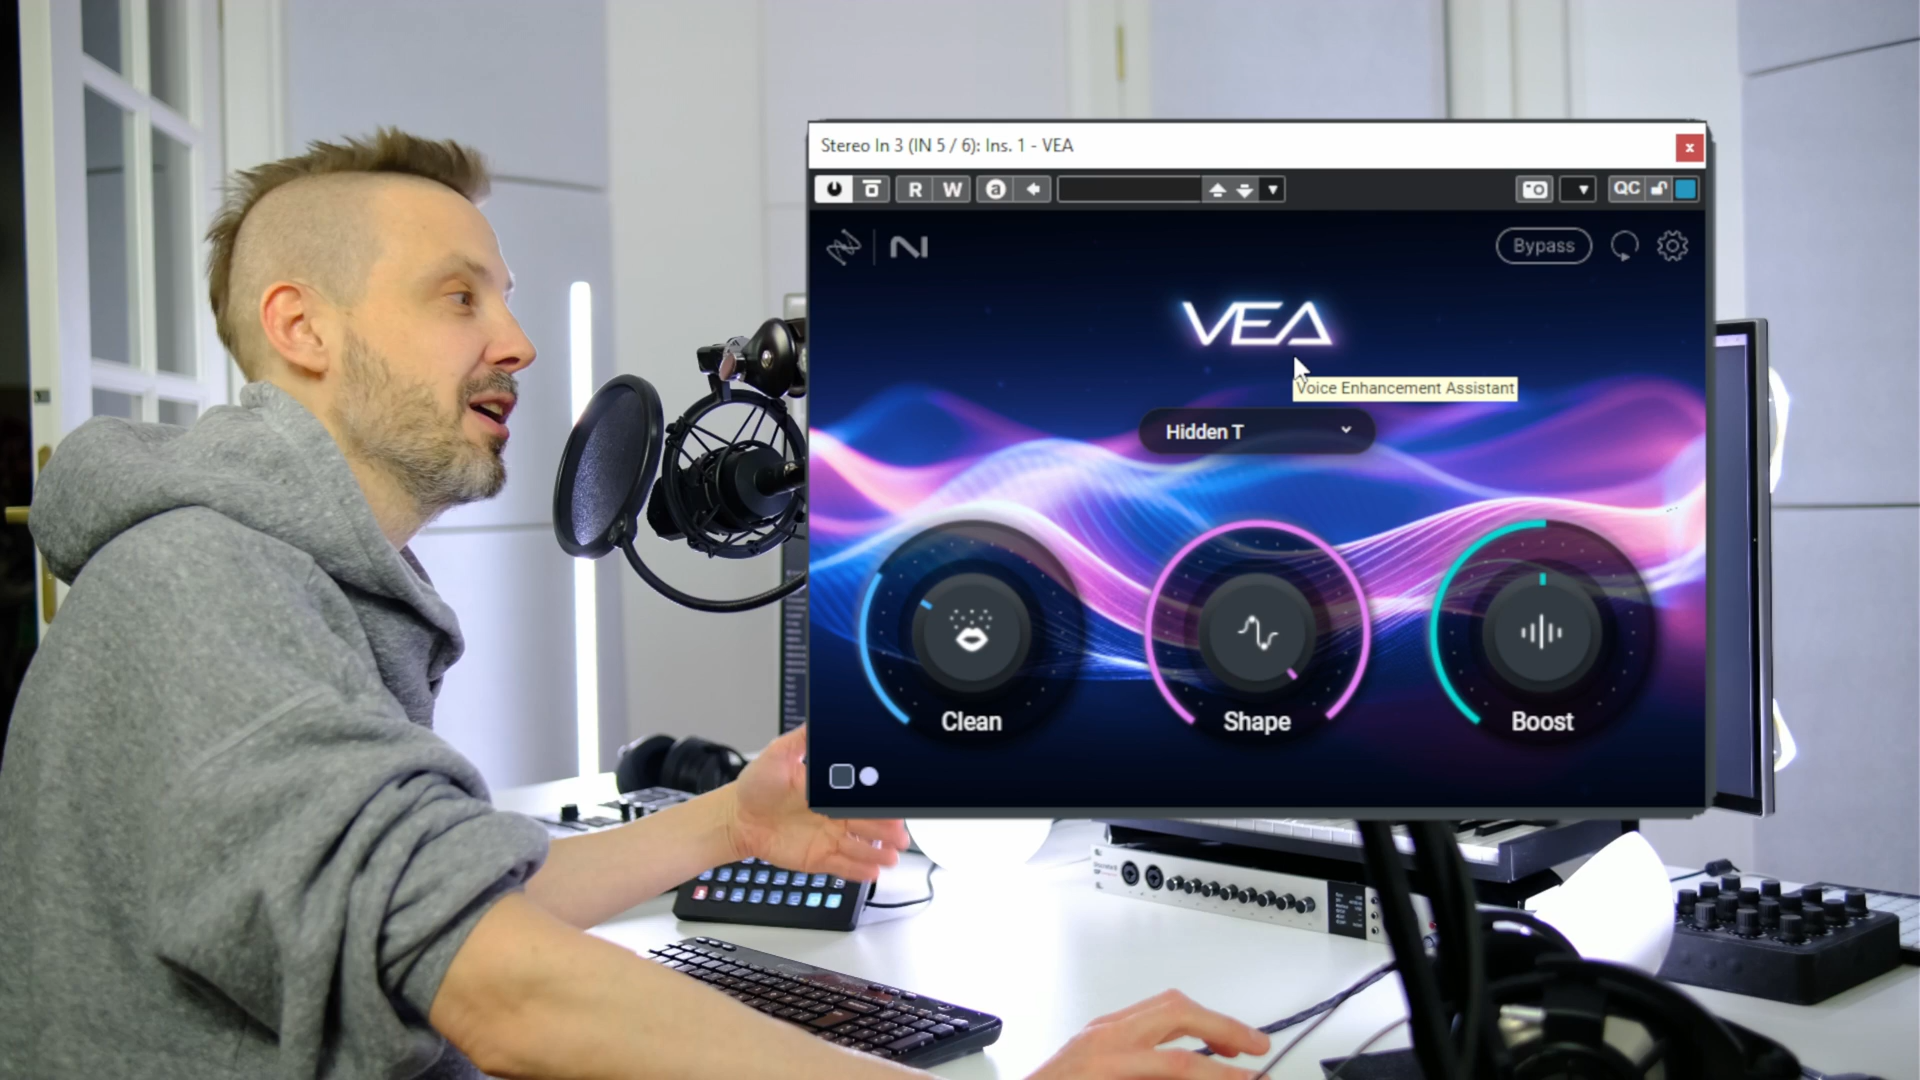 Stereo In 3 (IN 5 / 6): Ins. 1 - VEA
x
R W a QC
Bypass
VEA
Voice Enhancement Assistant
Hidden T
Clean Shape Boost